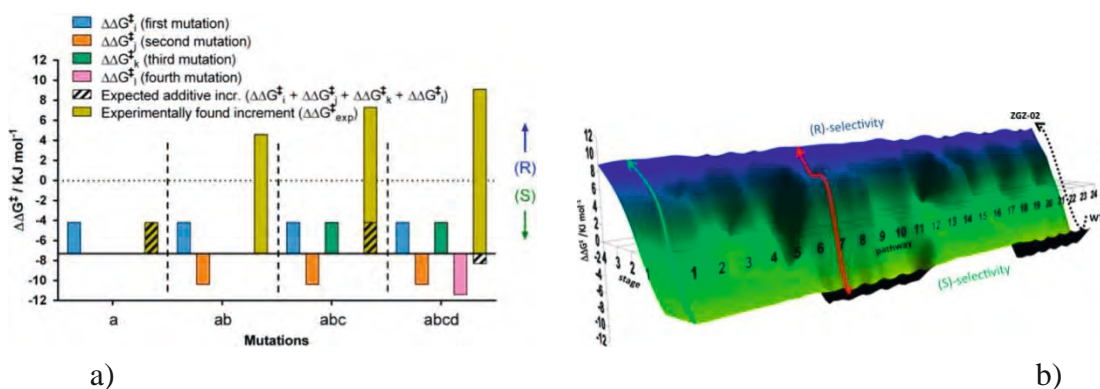 ΔΔG‡i (first mutation)
ΔΔG‡j (second mutation)
ΔΔG‡k (third mutation)
ΔΔG‡l (fourth mutation)
Expected additive incr. (ΔΔG‡i + ΔΔG‡j + ΔΔG‡k + ΔΔG‡l)
Experimentally found increment (ΔΔG‡exp)
ΔΔG‡ / KJ mol-1
12
10
8
6
4
2
0
-2
-4
-6
-8
-10
-12
(R)
(S)
a ab abc abcd
Mutations
a)
(R)-selectivity
ZGZ-02
ΔΔG‡ /KJ mol-1
12
10
8
6
4
2
0
-2
-4
-6
-8
-10
-12
4 3 2 1
stage
1 2 3 4 5 6 7 8 9 10 11 12 13 14 15 16 17 18 19 20 21 22 23 24
pathway
(S)-selectivity
b)